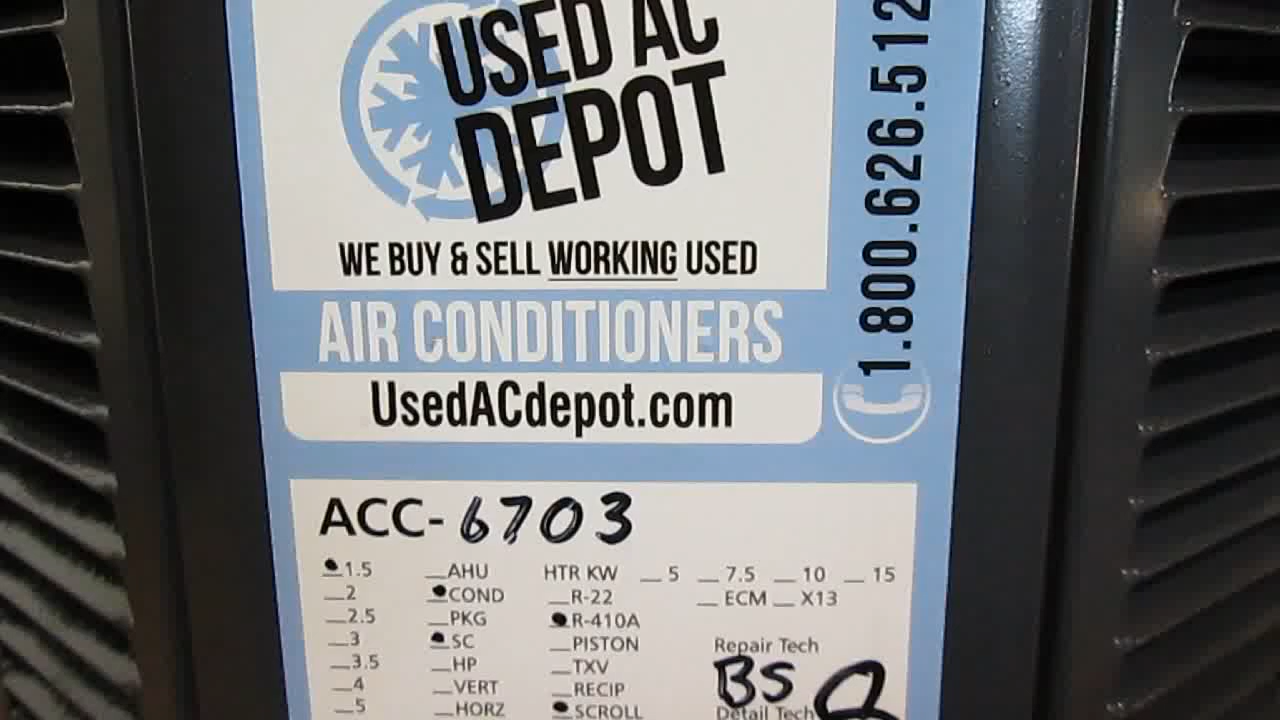 USED AC
DEPOT
WE BUY & SELL WORKING USED
AIR CONDITIONERS
UsedACdepot.com
1.800.626.512
ACC-6703
1.5 AHU HTR KW 5 7.5 10 15
2 COND R-22 ECM X13
2.5 PKG R-410A
3 SC PISTON Repair Tech
3.5 HP TXV BS
4 VERT RECIP
5 HORZ SCROLL Detail Tech